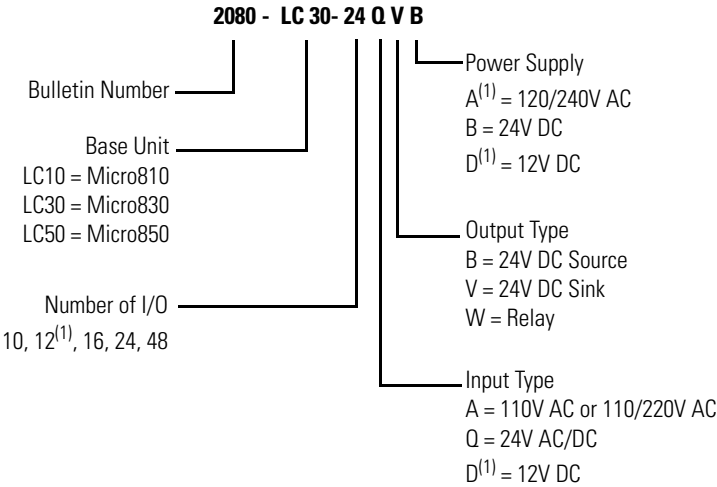 2080 - LC 30- 24 Q V B
Bulletin Number
Base Unit
LC10 = Micro810
LC30 = Micro830
LC50 = Micro850
Number of I/O
10, 12(1), 16, 24, 48
Power Supply
A(1) = 120/240V AC
B = 24V DC
D(1) = 12V DC
Output Type
B = 24V DC Source
V = 24V DC Sink
W = Relay
Input Type
A = 110V AC or 110/220V AC
Q = 24V AC/DC
D(1) = 12V DC